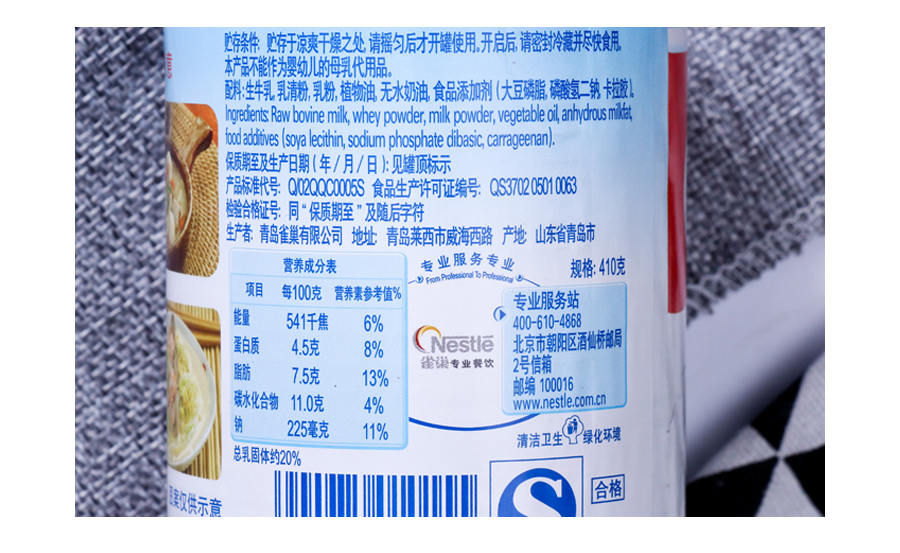 贮存条件: 贮存于凉爽干燥之处, 请摇匀后才开罐使用。开启后, 请密封冷藏并尽快食用。
本产品不能作为婴幼儿的母乳代用品。
配料: 生牛乳, 乳清粉, 乳粉, 植物油, 无水奶油, 食品添加剂 (大豆磷脂, 磷酸氢二钠, 卡拉胶)。
Ingredients: Raw bovine milk, whey powder, milk powder, vegetable oil, anhydrous milkfat,
food additives (soya lecithin, sodium phosphate dibasic, carrageenan).
保质期至及生产日期 (年/月/日): 见罐顶标示
产品标准代号: Q/02QQC0005S 食品生产许可证编号: QS3702 0501 0063
检验合格证号: 同“保质期至”及随后字符
生产者: 青岛雀巢有限公司 地址: 青岛莱西市威海西路 产地: 山东省青岛市
规格: 410克
营养成分表
项目 每100克 营养素参考值%
能量 541千焦 6%
蛋白质 4.5克 8%
脂肪 7.5克 13%
碳水化合物 11.0克 4%
钠 225毫克 11%
总乳固体约20%
专业服务专业
From Professional To Professional
Nestlé
雀巢专业餐饮
专业服务站
400-610-4868
北京市朝阳区酒仙桥邮局
2号信箱
邮编 100016
www.nestle.com.cn
清洁卫生 绿化环境
合格
图案仅供示意